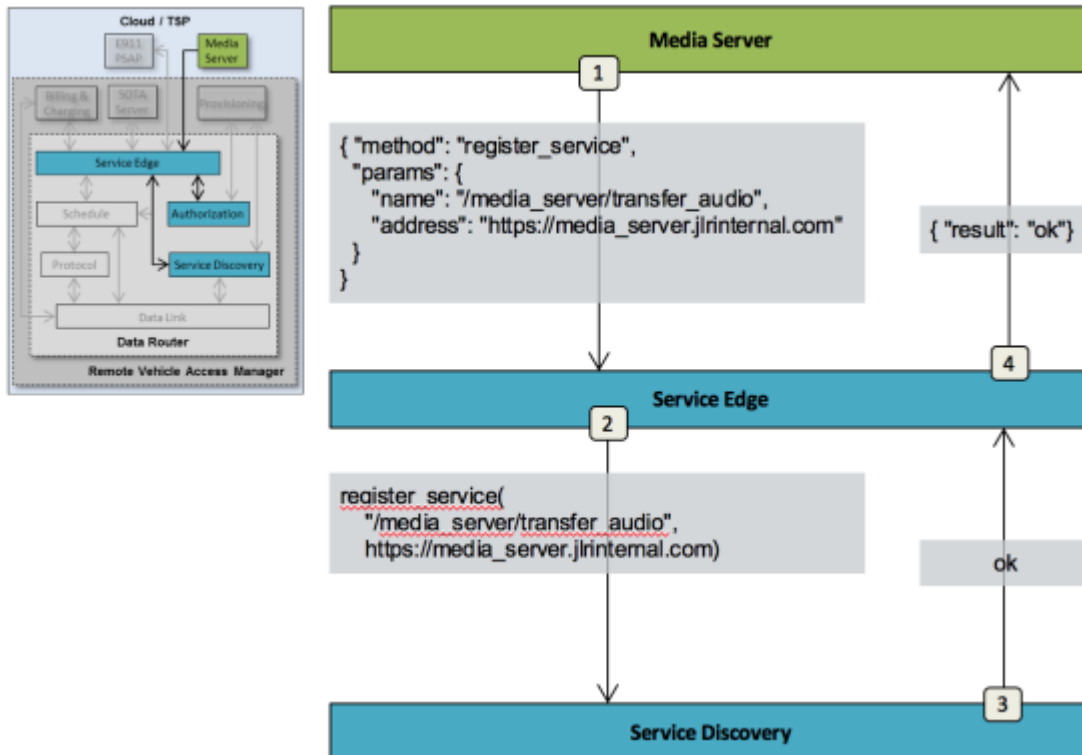 Cloud / TSP
E911
PSAP
Media
Server
Billing &
Charging
SOTA
Server
Provisioning
Service Edge
Schedule
Authorization
Protocol
Service Discovery
Data Link
Data Router
Remote Vehicle Access Manager
Media Server
1
{ "method": "register_service",
"params": {
"name": "/media_server/transfer_audio",
"address": "https://media_server.jlrinternal.com"
}
}
{ "result": "ok"}
4
Service Edge
2
register_service(
"/media_server/transfer_audio",
https://media_server.jlrinternal.com)
ok
3
Service Discovery